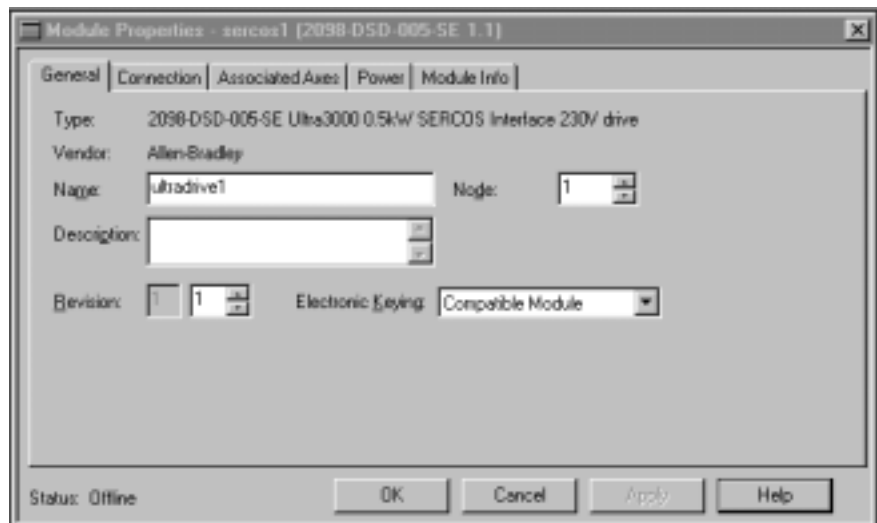 Module Properties - sercos1 (2098-DSD-005-SE 1.1)
General Connection Associated Axes Power Module Info
Type: 2098-DSD-005-SE Ultra3000 0.5kW SERCOS Interface 230V drive
Vendor: Allen-Bradley
Name: ultradrive1 Node: 1
Description:
Revision: 1 1 Electronic Keying: Compatible Module
Status: Offline OK Cancel Apply Help